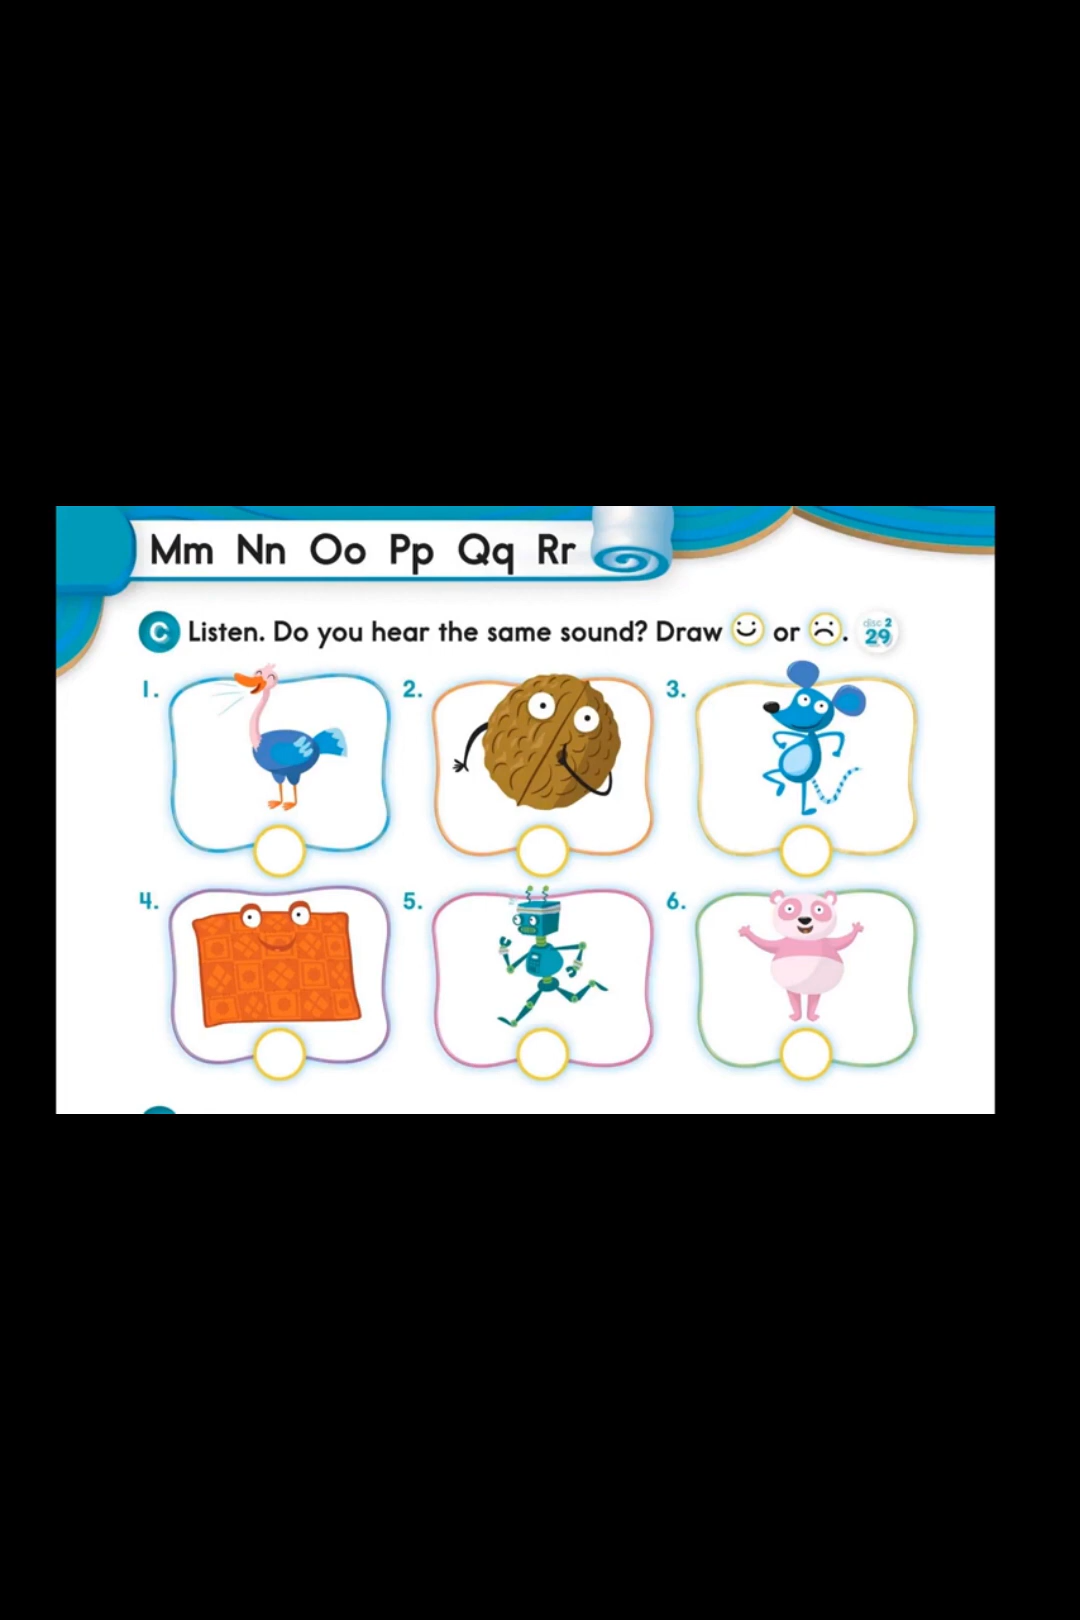 Mm Nn Oo Pp Qq Rr
C Listen. Do you hear the same sound? Draw or . disc 2 29
1. 2. 3.
4. 5. 6.